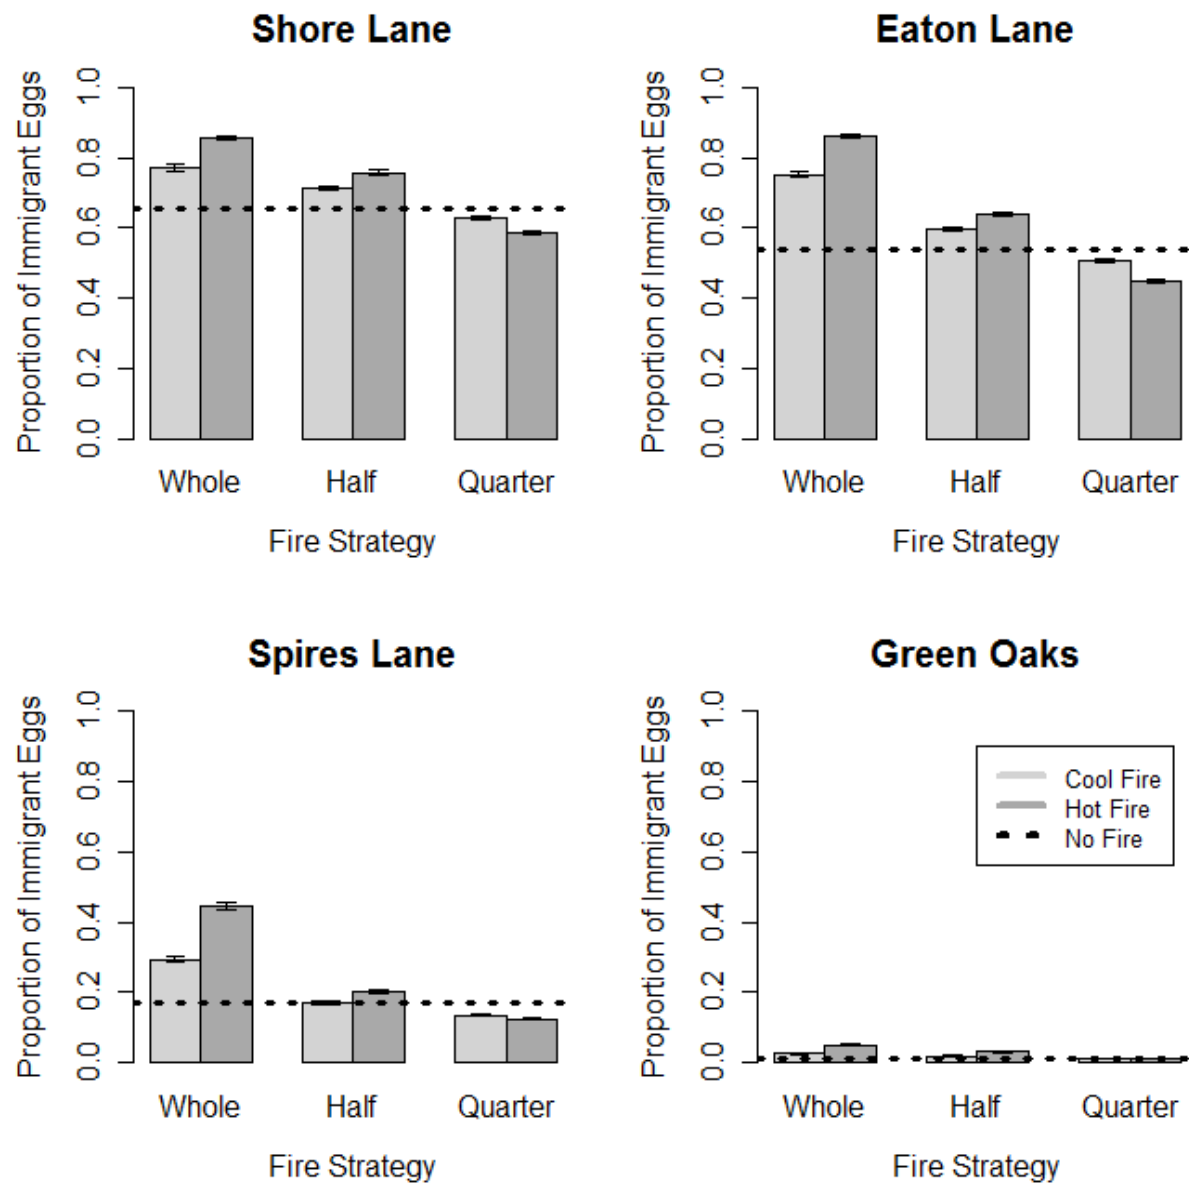 Shore Lane
Proportion of Immigrant Eggs
0.0 0.2 0.4 0.6 0.8 1.0
Whole Half Quarter
Fire Strategy
Eaton Lane
Proportion of Immigrant Eggs
0.0 0.2 0.4 0.6 0.8 1.0
Whole Half Quarter
Fire Strategy
Spires Lane
Proportion of Immigrant Eggs
0.0 0.2 0.4 0.6 0.8 1.0
Whole Half Quarter
Fire Strategy
Green Oaks
Proportion of Immigrant Eggs
0.0 0.2 0.4 0.6 0.8 1.0
Cool Fire
Hot Fire
No Fire
Whole Half Quarter
Fire Strategy